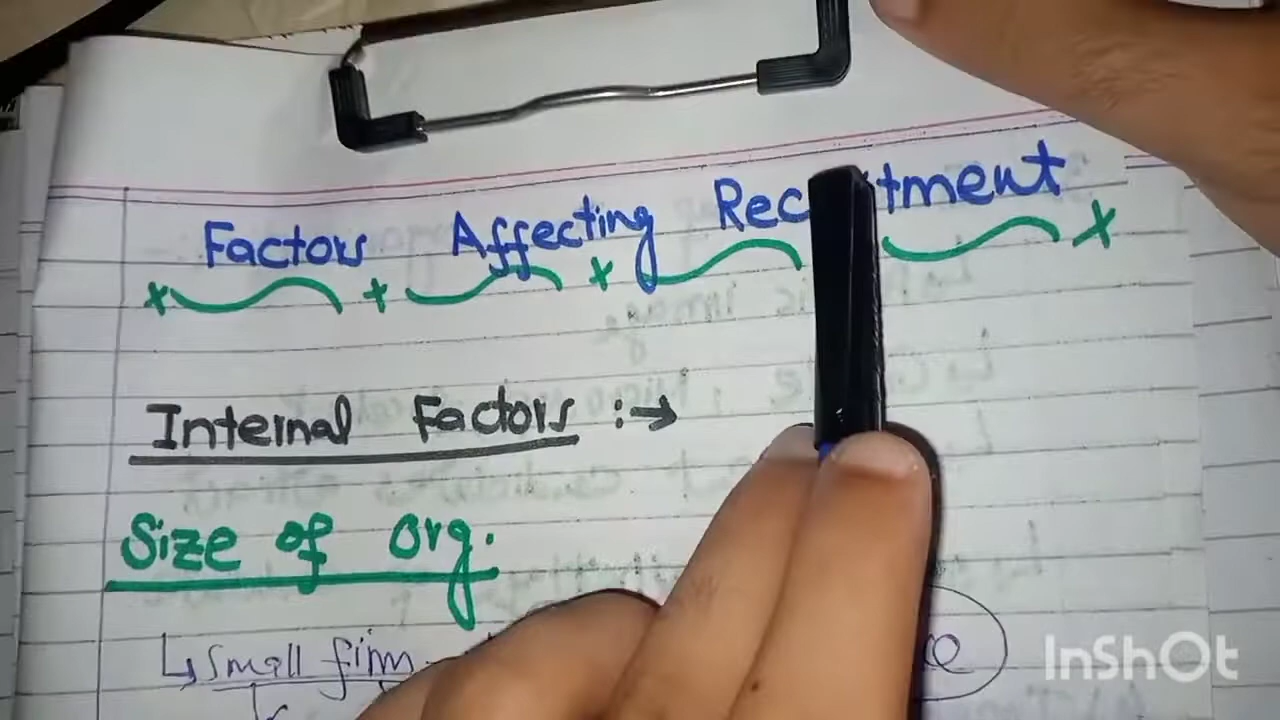 Factors Affecting Rec tment
Internal Factors :→
Size of org.
↳ Small firm
InShOt